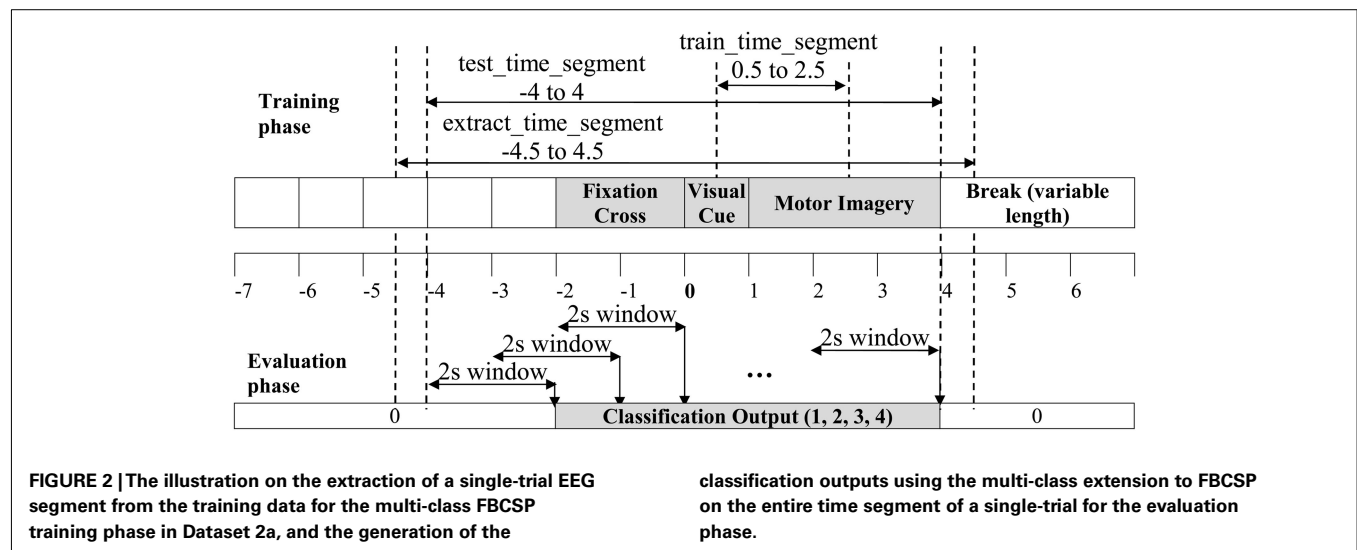 train_time_segment
test_time_segment
0.5 to 2.5
Training
phase
-4 to 4
extract_time_segment
-4.5 to 4.5
Fixation
Cross
Visual
Cue
Motor Imagery
Break (variable
length)
-7 -6 -5 -4 -2 -1 0 1 2 3 4 5 6
2s window
2s window
2s window
Evaluation
phase
2s window
...
0
Classification Output (1, 2, 3, 4)
0
FIGURE 2 | The illustration on the extraction of a single-trial EEG
segment from the training data for the multi-class FBCSP
training phase in Dataset 2a, and the generation of the
classification outputs using the multi-class extension to FBCSP
on the entire time segment of a single-trial for the evaluation
phase.